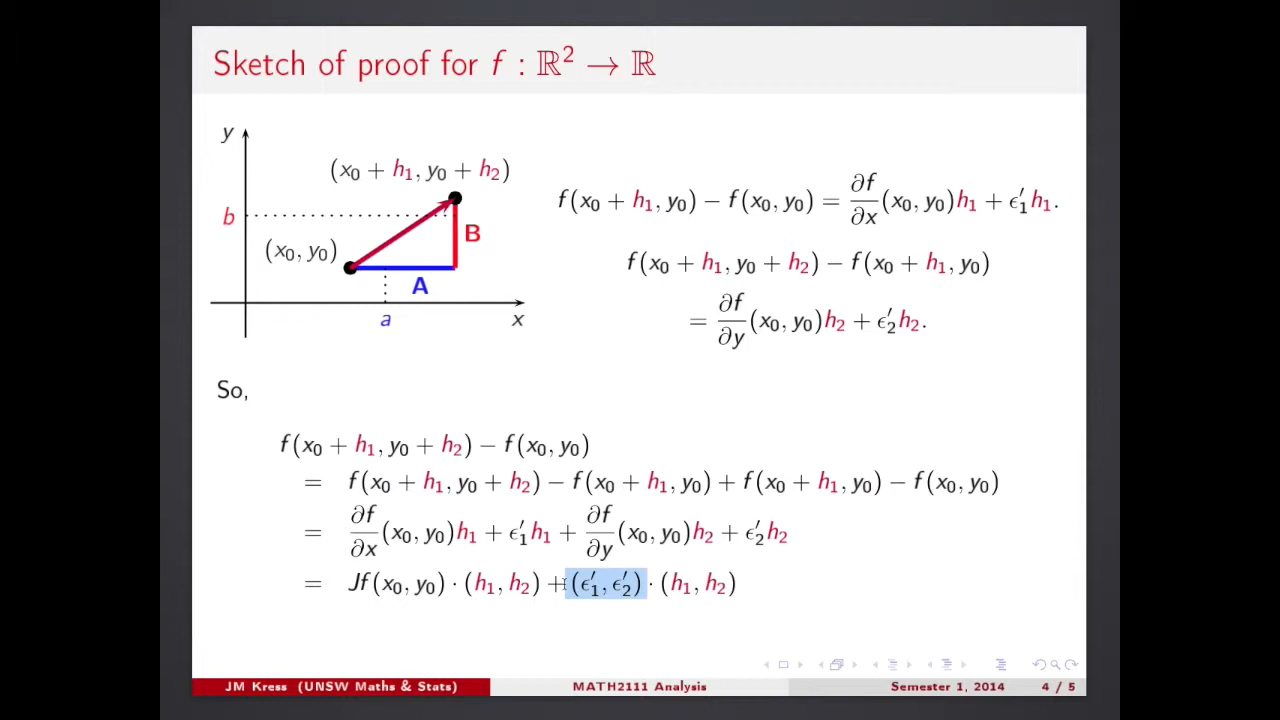 Sketch of proof for f : ℝ² → ℝ
y
(x₀ + h₁, y₀ + h₂)
b
B
(x₀, y₀)
A
a
x
f(x₀ + h₁, y₀) − f(x₀, y₀) = ∂f/∂x (x₀, y₀)h₁ + ϵ′₁h₁.
f(x₀ + h₁, y₀ + h₂) − f(x₀ + h₁, y₀)
= ∂f/∂y (x₀, y₀)h₂ + ϵ′₂h₂.
So,
f(x₀ + h₁, y₀ + h₂) − f(x₀, y₀)
= f(x₀ + h₁, y₀ + h₂) − f(x₀ + h₁, y₀) + f(x₀ + h₁, y₀) − f(x₀, y₀)
= ∂f/∂x (x₀, y₀)h₁ + ϵ′₁h₁ + ∂f/∂y (x₀, y₀)h₂ + ϵ′₂h₂
= Jf(x₀, y₀) · (h₁, h₂) + (ϵ′₁, ϵ′₂) · (h₁, h₂)
JM Kress (UNSW Maths & Stats) MATH2111 Analysis Semester 1, 2014 4 / 5